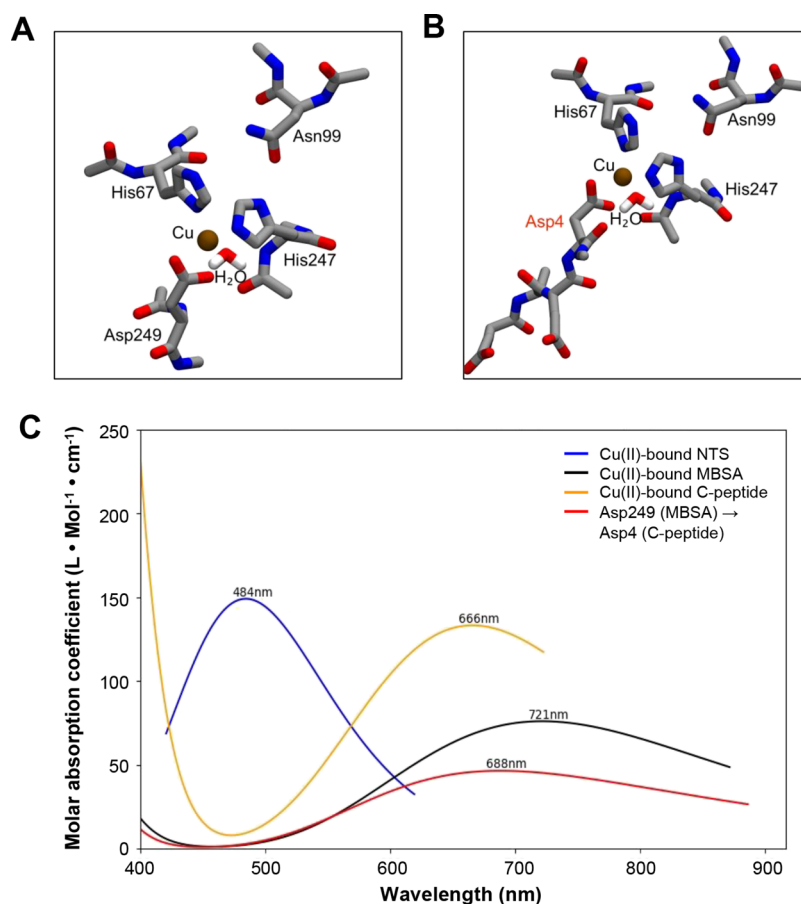 A
Asn99
His67
Cu
His247
H₂O
Asp249
B
His67
Asn99
Cu
His247
Asp4
H₂O
C
Molar absorption coefficient (L • Mol⁻¹ • cm⁻¹)
250
200
150
100
50
0
484nm
666nm
721nm
688nm
Cu(II)-bound NTS
Cu(II)-bound MBSA
Cu(II)-bound C-peptide
Asp249 (MBSA) →
Asp4 (C-peptide)
400 500 600 700 800 900
Wavelength (nm)